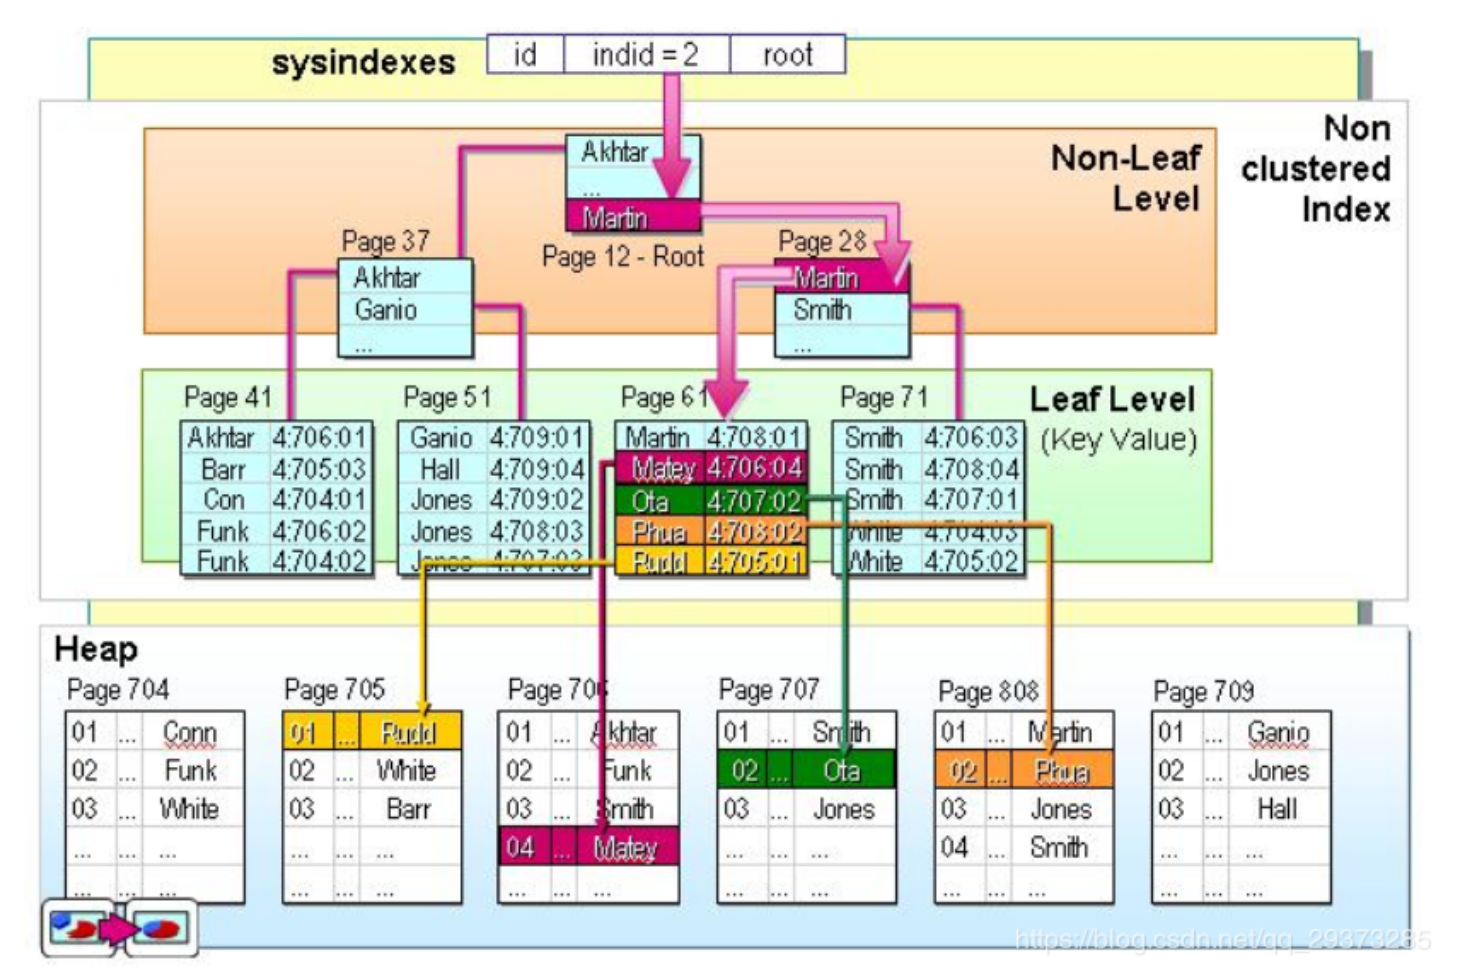 sysindexes id indid = 2 root
Non
clustered
Index
Non-Leaf
Level
Akhtar
...
Martin
Page 12 - Root
Page 37
Akhtar
Ganio
...
Page 28
Martin
Smith
...
Leaf Level
(Key Value)
Page 41
Akhtar 4:706:01
Barr 4:705:03
Con 4:704:01
Funk 4:706:02
Funk 4:704:02
Page 51
Ganio 4:709:01
Hall 4:709:04
Jones 4:709:02
Jones 4:708:03
Jones 4:707:03
Page 61
Martin 4:708:01
Matey 4:706:04
Ota 4:707:02
Phua 4:708:02
Rudd 4:705:01
Page 71
Smith 4:706:03
Smith 4:708:04
Smith 4:707:01
White 4:704:03
White 4:705:02
Heap
Page 704
01 ... Conn
02 ... Funk
03 ... White
... ... ...
... ... ...
Page 705
01 ... Rudd
02 ... White
03 ... Barr
... ... ...
... ... ...
Page 706
01 ... Akhtar
02 ... Funk
03 ... Smith
04 ... Matey
... ... ...
Page 707
01 ... Smith
02 ... Ota
03 ... Jones
... ... ...
... ... ...
Page 808
01 ... Martin
02 ... Phua
03 ... Jones
04 ... Smith
... ... ...
Page 709
01 ... Ganio
02 ... Jones
03 ... Hall
... ... ...
... ... ...
https://blog.csdn.net/qq_29373285